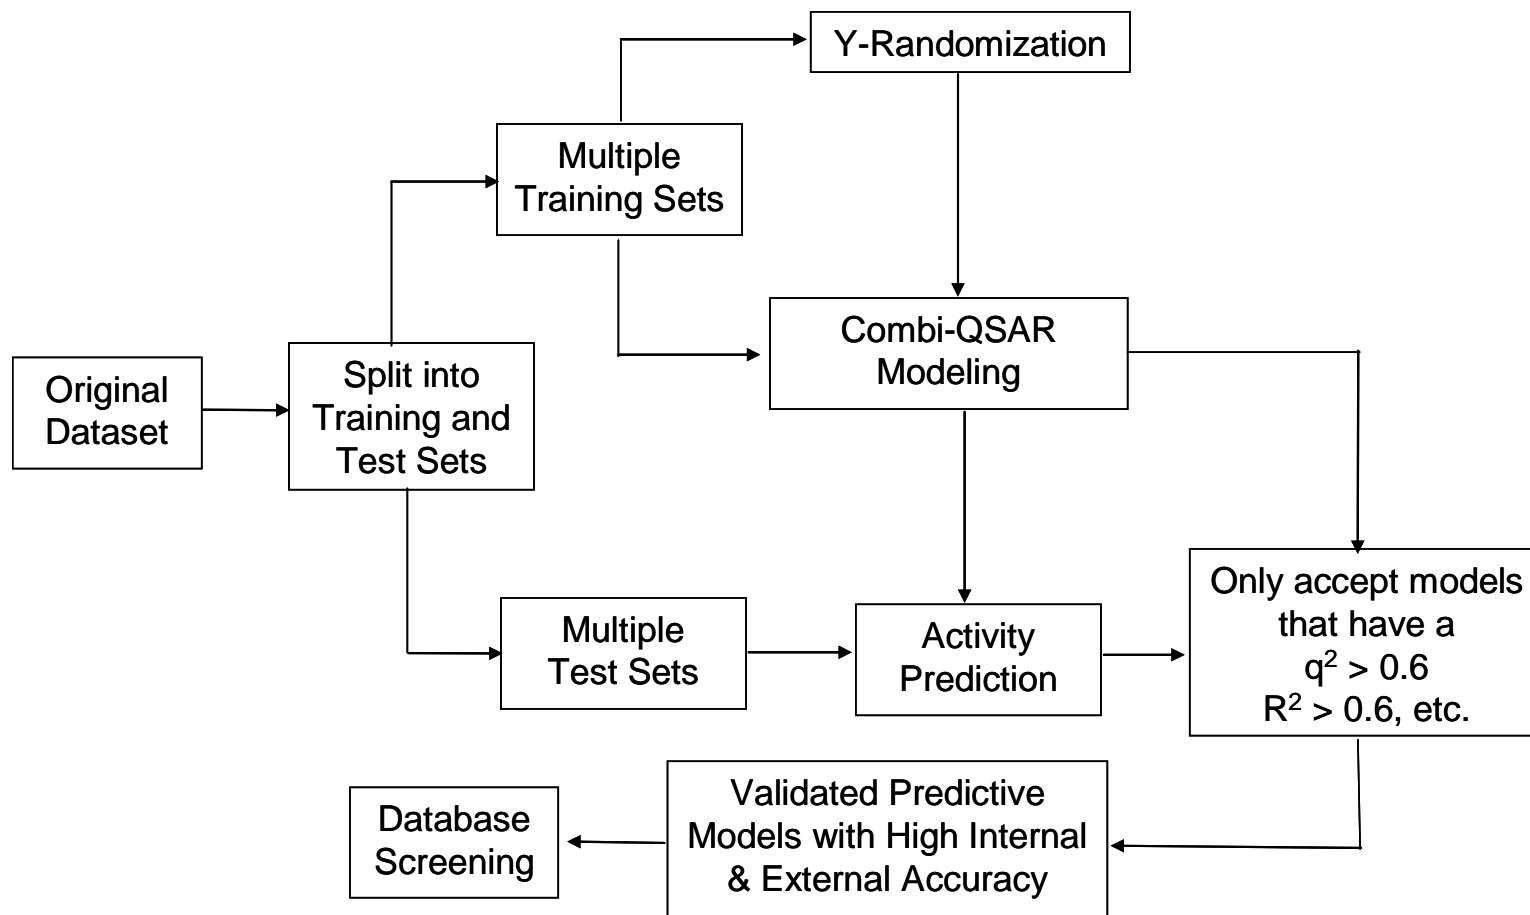 Y-Randomization
Multiple
Training Sets
Combi-QSAR
Modeling
Original
Dataset
Split into
Training and
Test Sets
Multiple
Test Sets
Activity
Prediction
Only accept models
that have a
q² > 0.6
R² > 0.6, etc.
Validated Predictive
Models with High Internal
& External Accuracy
Database
Screening